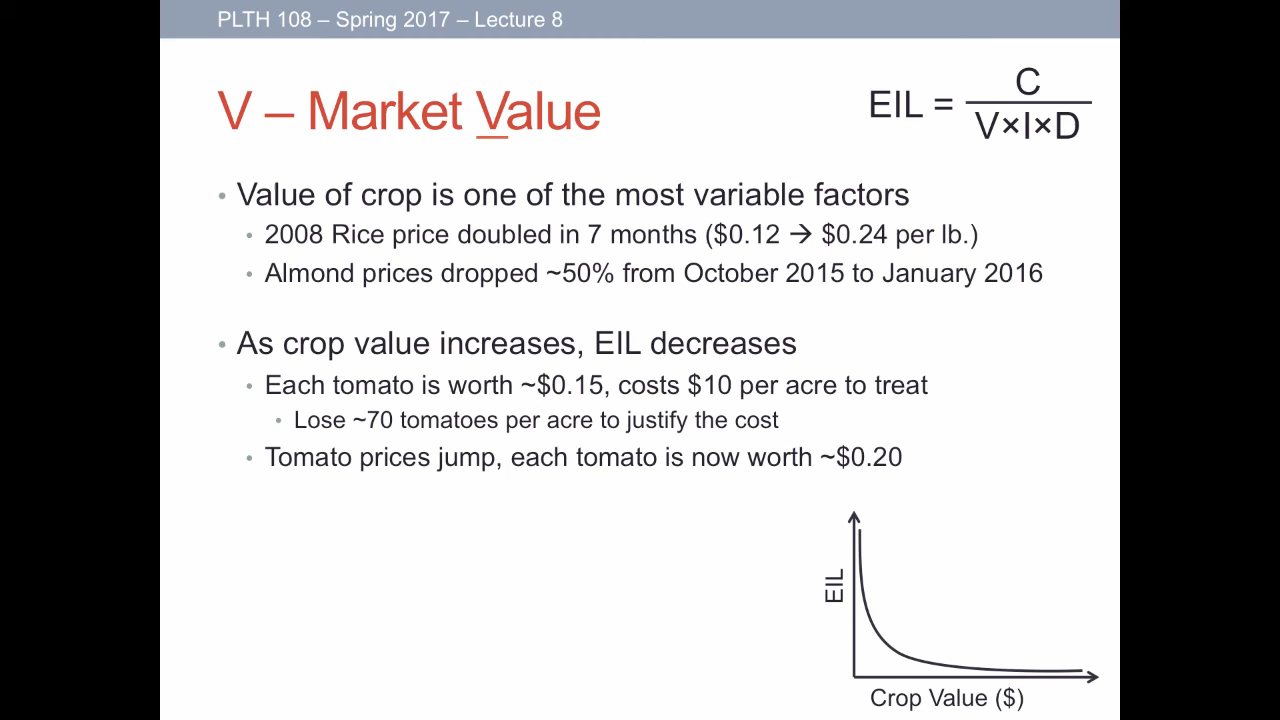 PLTH 108 – Spring 2017 – Lecture 8
V – Market Value
EIL = C
V×I×D
• Value of crop is one of the most variable factors
• 2008 Rice price doubled in 7 months ($0.12 → $0.24 per lb.)
• Almond prices dropped ~50% from October 2015 to January 2016
• As crop value increases, EIL decreases
• Each tomato is worth ~$0.15, costs $10 per acre to treat
• Lose ~70 tomatoes per acre to justify the cost
• Tomato prices jump, each tomato is now worth ~$0.20
EIL
Crop Value ($)